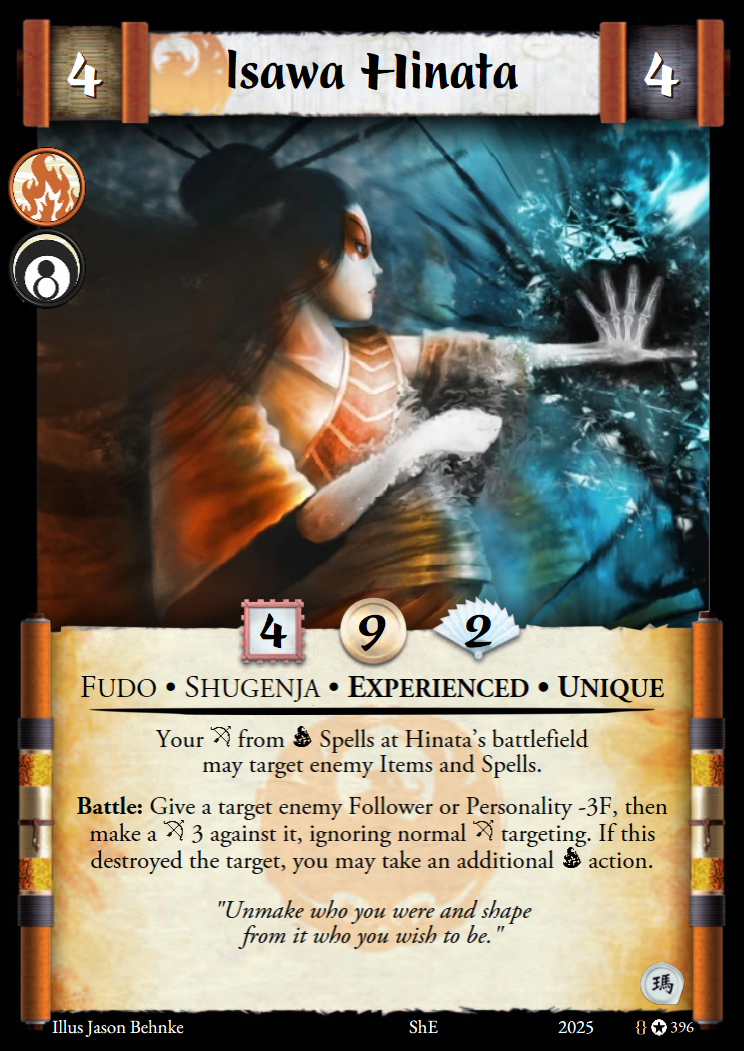 4 Isawa Hinata 4
4 9 2
Fudo • Shugenja • Experienced • Unique
Your from Spells at Hinata's battlefield
may target enemy Items and Spells.
Battle: Give a target enemy Follower or Personality -3F, then
make a 3 against it, ignoring normal targeting. If this
destroyed the target, you may take an additional action.
"Unmake who you were and shape
from it who you wish to be."
瑪
Illus Jason Behnke ShE 2025 {} 396